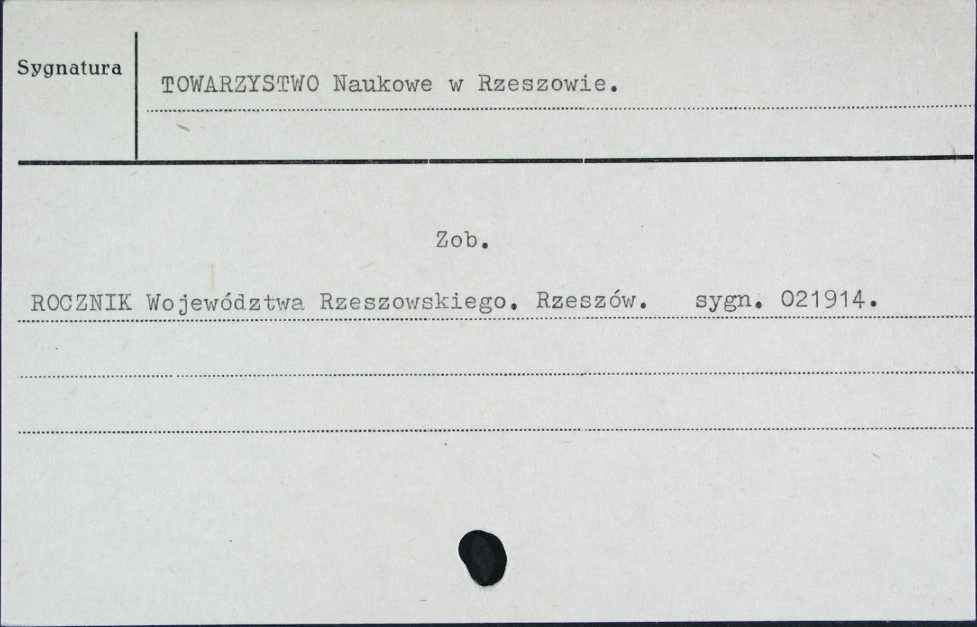 Sygnatura
TOWARZYSTWO Naukowe w Rzeszowie.
Zob.
ROCZNIK Województwa Rzeszowskiego. Rzeszów. sygn. 021914.